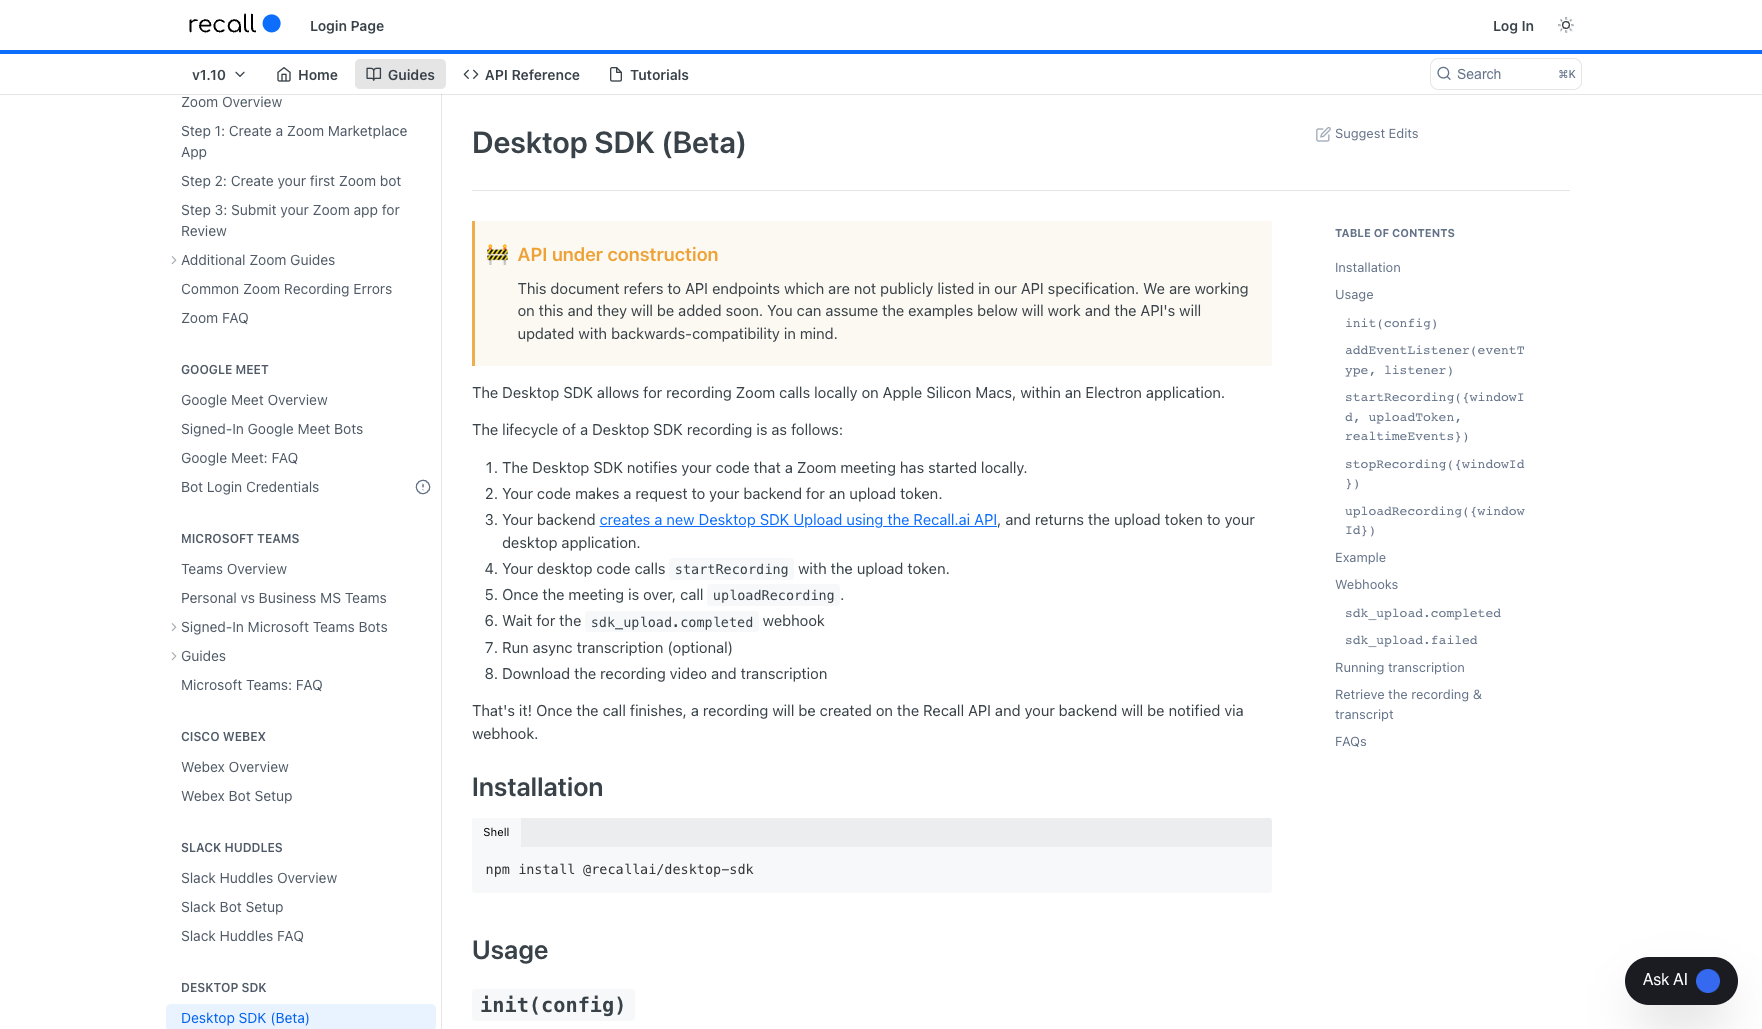 recall
Login Page
Log In
v1.10
Home
Guides
API Reference
Tutorials
Search
⌘K
Zoom Overview
Step 1: Create a Zoom Marketplace
App
Step 2: Create your first Zoom bot
Step 3: Submit your Zoom app for
Review
Additional Zoom Guides
Common Zoom Recording Errors
Zoom FAQ
GOOGLE MEET
Google Meet Overview
Signed-In Google Meet Bots
Google Meet: FAQ
Bot Login Credentials
MICROSOFT TEAMS
Teams Overview
Personal vs Business MS Teams
Signed-In Microsoft Teams Bots
Guides
Microsoft Teams: FAQ
CISCO WEBEX
Webex Overview
Webex Bot Setup
SLACK HUDDLES
Slack Huddles Overview
Slack Bot Setup
Slack Huddles FAQ
DESKTOP SDK
Desktop SDK (Beta)
Desktop SDK (Beta)
Suggest Edits
🚧 API under construction
This document refers to API endpoints which are not publicly listed in our API specification. We are working
on this and they will be added soon. You can assume the examples below will work and the API's will
updated with backwards-compatibility in mind.
The Desktop SDK allows for recording Zoom calls locally on Apple Silicon Macs, within an Electron application.
The lifecycle of a Desktop SDK recording is as follows:
1. The Desktop SDK notifies your code that a Zoom meeting has started locally.
2. Your code makes a request to your backend for an upload token.
3. Your backend creates a new Desktop SDK Upload using the Recall.ai API, and returns the upload token to your
desktop application.
4. Your desktop code calls startRecording with the upload token.
5. Once the meeting is over, call uploadRecording .
6. Wait for the sdk_upload.completed webhook
7. Run async transcription (optional)
8. Download the recording video and transcription
That's it! Once the call finishes, a recording will be created on the Recall API and your backend will be notified via
webhook.
Installation
Shell
npm install @recallai/desktop-sdk
Usage
init(config)
TABLE OF CONTENTS
Installation
Usage
init(config)
addEventListener(eventT
ype, listener)
startRecording({windowI
d, uploadToken,
realtimeEvents})
stopRecording({windowId
})
uploadRecording({window
Id})
Example
Webhooks
sdk_upload.completed
sdk_upload.failed
Running transcription
Retrieve the recording &
transcript
FAQs
Ask AI